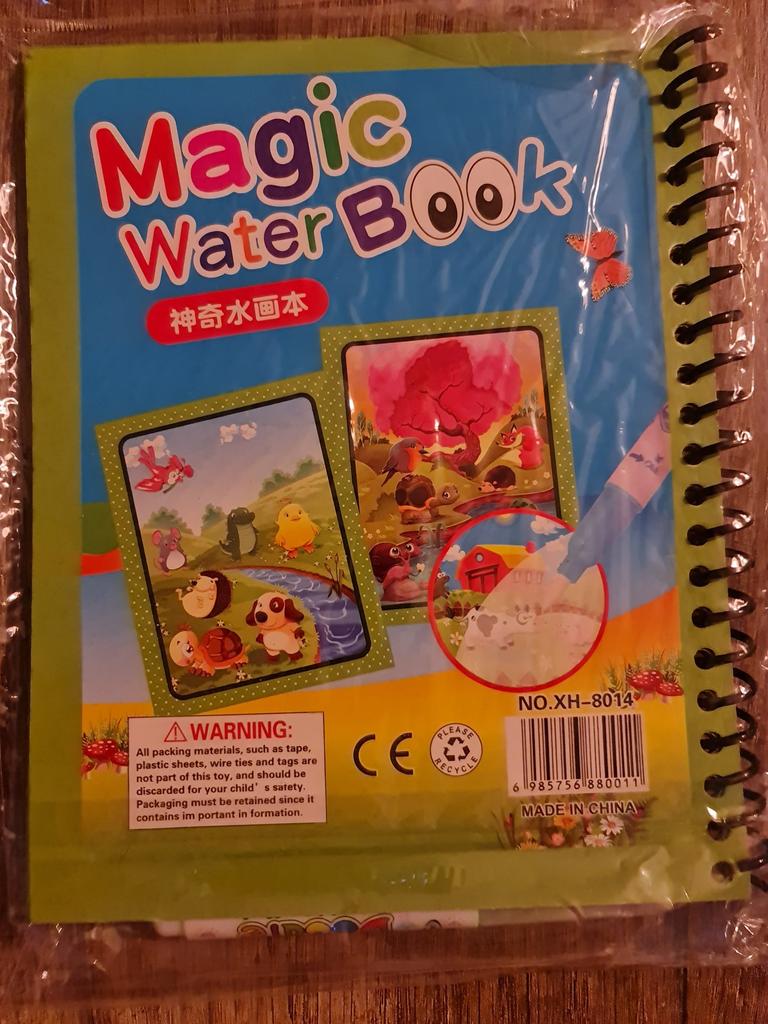 Magic
Water Book
神奇水画本
NO.XH-8014
WARNING:
All packing materials, such as tape,
plastic sheets, wire ties and tags are
not part of this toy, and should be
discarded for your child's satety.
Packaging must be retained since it
contains im portant in formation.
CE
PLEASE
RECYCLE
6 985756 880011
MADE IN CHINA